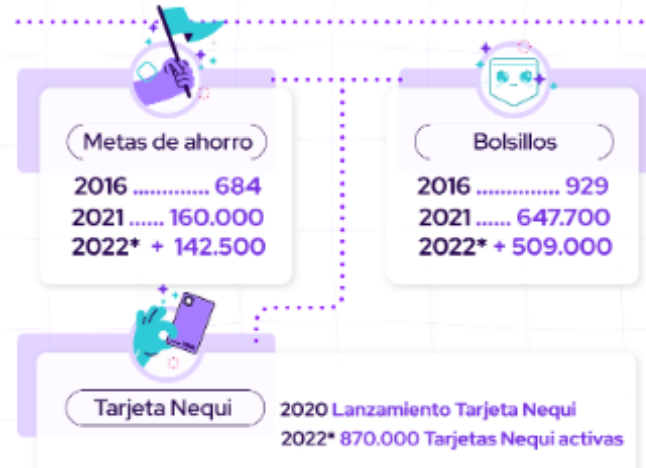 Metas de ahorro
2016 ............. 684
2021 ...... 160.000
2022* + 142.500
Bolsillos
2016 .............. 929
2021 ...... 647.700
2022* + 509.000
Tarjeta Nequi
2020 Lanzamiento Tarjeta Nequi
2022* 870.000 Tarjetas Nequi activas